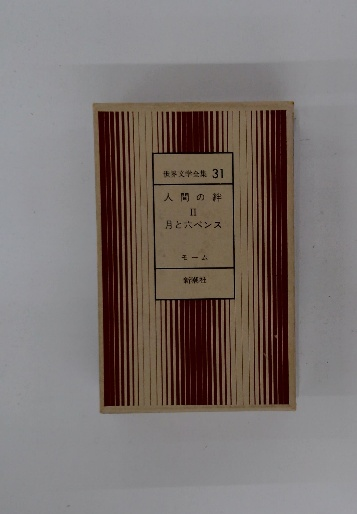 世界文学全集 31
人間の絆
II
月と六ペンス
モーム
新潮社